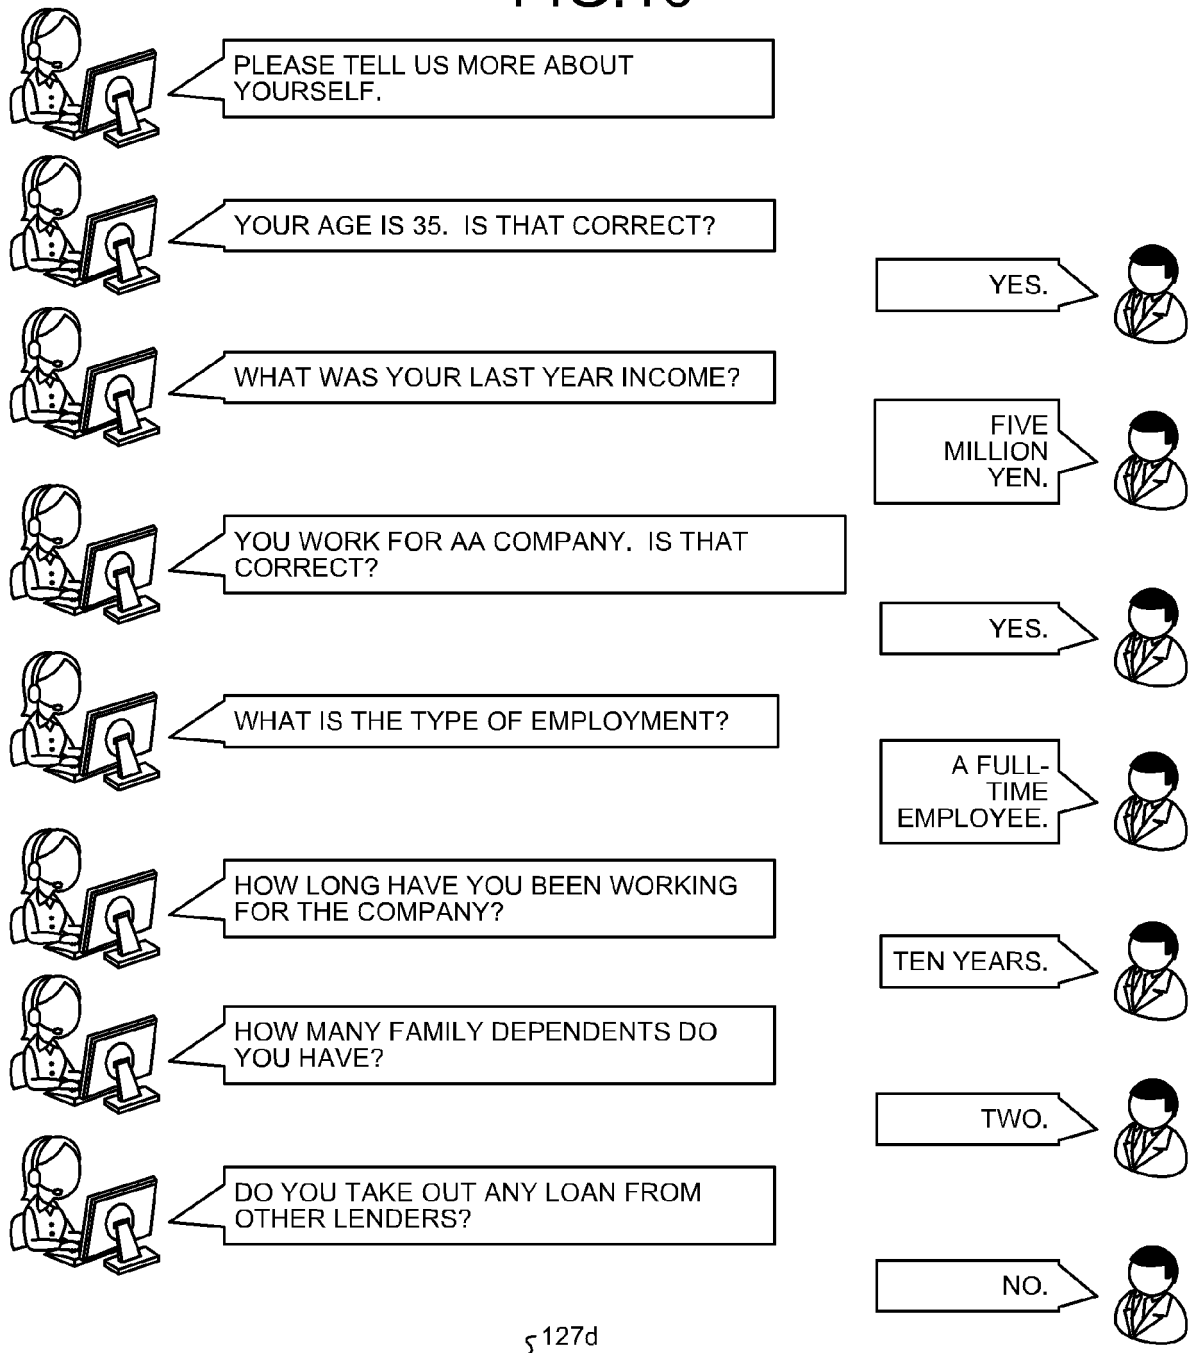 PLEASE TELL US MORE ABOUT
YOURSELF.
YOUR AGE IS 35. IS THAT CORRECT?
YES.
WHAT WAS YOUR LAST YEAR INCOME?
FIVE
MILLION
YEN.
YOU WORK FOR AA COMPANY. IS THAT
CORRECT?
YES.
WHAT IS THE TYPE OF EMPLOYMENT?
A FULL-
TIME
EMPLOYEE.
HOW LONG HAVE YOU BEEN WORKING
FOR THE COMPANY?
TEN YEARS.
HOW MANY FAMILY DEPENDENTS DO
YOU HAVE?
TWO.
DO YOU TAKE OUT ANY LOAN FROM
OTHER LENDERS?
NO.
127d